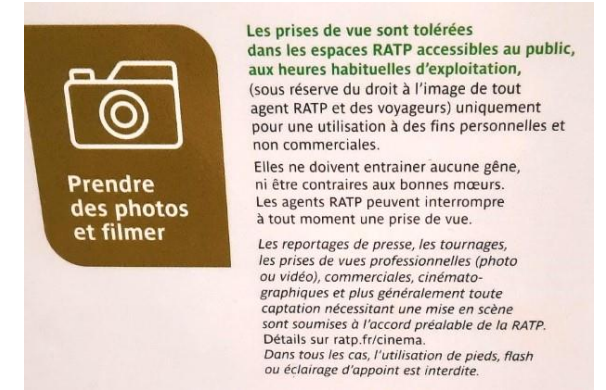 Prendre
des photos
et filmer
Les prises de vue sont tolérées
dans les espaces RATP accessibles au public,
aux heures habituelles d'exploitation,
(sous réserve du droit à l'image de tout
agent RATP et des voyageurs) uniquement
pour une utilisation à des fins personnelles et
non commerciales.
Elles ne doivent entrainer aucune gêne,
ni être contraires aux bonnes mœurs.
Les agents RATP peuvent interrompre
à tout moment une prise de vue.
Les reportages de presse, les tournages,
les prises de vues professionnelles (photo
ou vidéo), commerciales, cinémato-
graphiques et plus généralement toute
captation nécessitant une mise en scène
sont soumises à l'accord préalable de la RATP.
Détails sur ratp.fr/cinema.
Dans tous les cas, l'utilisation de pieds, flash
ou éclairage d'appoint est interdite.